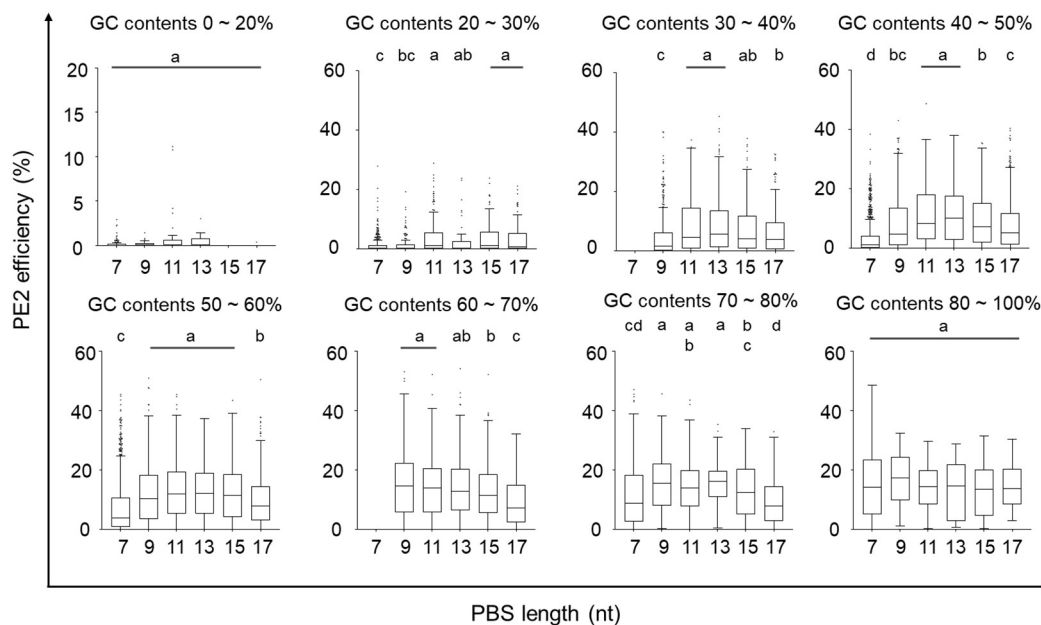 GC contents 0 ~ 20% GC contents 20 ~ 30% GC contents 30 ~ 40% GC contents 40 ~ 50%
a c bc a ab a c a ab b d bc a b c
20 60 60 60
15 40 40 40
10
5 20 20 20
0 0 0 0
7 9 11 13 15 17 7 9 11 13 15 17 7 9 11 13 15 17 7 9 11 13 15 17
PE2 efficiency (%)
GC contents 50 ~ 60% GC contents 60 ~ 70% GC contents 70 ~ 80% GC contents 80 ~ 100%
c a b a ab b c cd a a a b d a
b c
60 60 60 60
40 40 40 40
20 20 20 20
0 0 0 0
7 9 11 13 15 17 7 9 11 13 15 17 7 9 11 13 15 17 7 9 11 13 15 17
PBS length (nt)